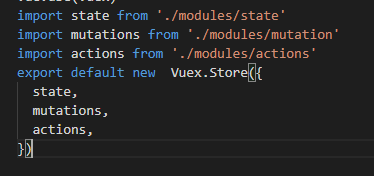 import state from './modules/state'
import mutations from './modules/mutation'
import actions from './modules/actions'
export default new  Vuex.Store({
  state,
  mutations,
  actions,
})